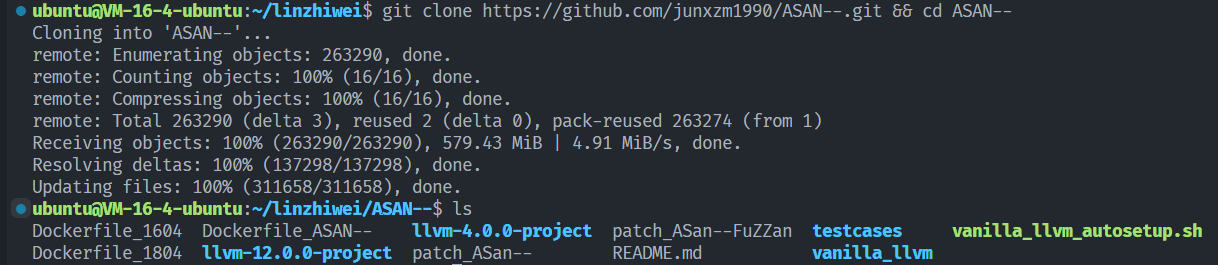 ubuntu@VM-16-4-ubuntu:~/linzhiwei$ git clone https://github.com/junxzm1990/ASAN--.git && cd ASAN--
Cloning into 'ASAN--'...
remote: Enumerating objects: 263290, done.
remote: Counting objects: 100% (16/16), done.
remote: Compressing objects: 100% (16/16), done.
remote: Total 263290 (delta 3), reused 2 (delta 0), pack-reused 263274 (from 1)
Receiving objects: 100% (263290/263290), 579.43 MiB | 4.91 MiB/s, done.
Resolving deltas: 100% (137298/137298), done.
Updating files: 100% (311658/311658), done.
ubuntu@VM-16-4-ubuntu:~/linzhiwei/ASAN--$ ls
Dockerfile_1604  Dockerfile_ASAN--    llvm-4.0.0-project  patch_ASan--FuZZan  testcases     vanilla_llvm_autosetup.sh
Dockerfile_1804  llvm-12.0.0-project  patch_ASan--        README.md           vanilla_llvm